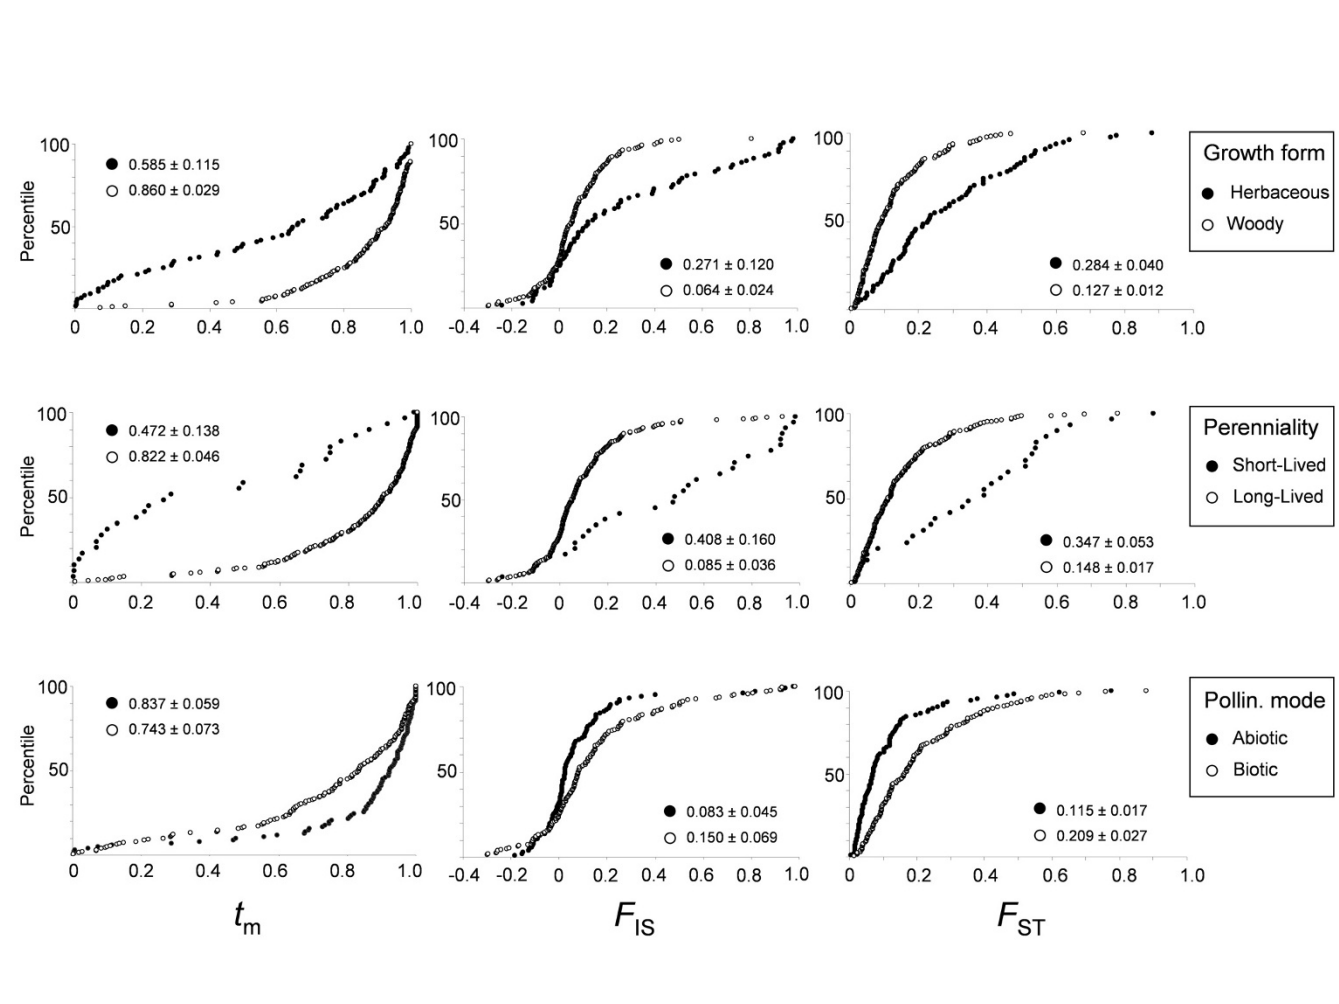 100
50
Percentile
0.585 ± 0.115
0.860 ± 0.029
0 0.2 0.4 0.6 0.8 1.0
100
50
0.271 ± 0.120
0.064 ± 0.024
-0.4 -0.2 0 0.2 0.4 0.6 0.8 1.0
100
50
0.284 ± 0.040
0.127 ± 0.012
0 0.2 0.4 0.6 0.8 1.0
Growth form
Herbaceous
Woody
100
50
Percentile
0.472 ± 0.138
0.822 ± 0.046
0 0.2 0.4 0.6 0.8 1.0
100
50
0.408 ± 0.160
0.085 ± 0.036
-0.4 -0.2 0 0.2 0.4 0.6 0.8 1.0
100
50
0.347 ± 0.053
0.148 ± 0.017
0 0.2 0.4 0.6 0.8 1.0
Perenniality
Short-Lived
Long-Lived
100
50
Percentile
0.837 ± 0.059
0.743 ± 0.073
0 0.2 0.4 0.6 0.8 1.0
100
50
0.083 ± 0.045
0.150 ± 0.069
-0.4 -0.2 0 0.2 0.4 0.6 0.8 1.0
100
50
0.115 ± 0.017
0.209 ± 0.027
0 0.2 0.4 0.6 0.8 1.0
Pollin. mode
Abiotic
Biotic
tm
FIS
FST